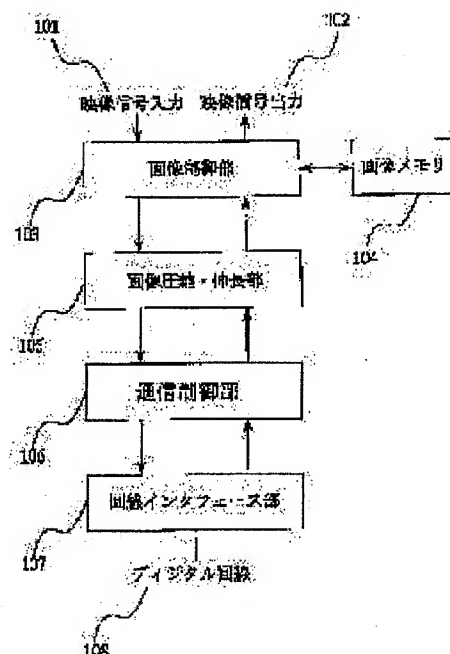 101
102
映像信号入力
映像信号出力
画像制御部
画像メモリ
103
104
画像圧縮・伸長部
105
通信制御部
106
回線インタフェース部
107
ディジタル回線
108